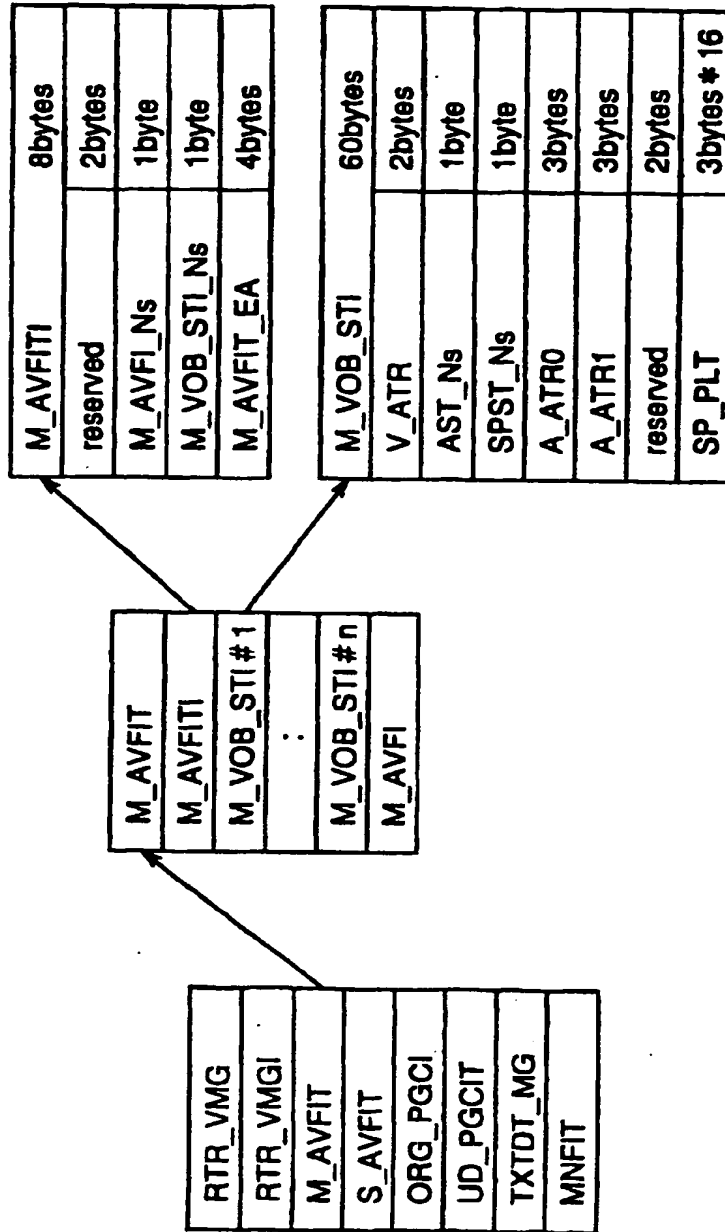 RTR_VMG
RTR_VMGI
M_AVFIT
S_AVFIT
ORG_PGCI
UD_PGCIT
TXTDT_MG
MNFIT
M_AVFIT
M_AVFITI
M_VOB_STI#1
:
M_VOB_STI#n
M_AVFI
M_AVFITI 8bytes
reserved 2bytes
M_AVFI_Ns 1byte
M_VOB_STI_Ns 1byte
M_AVFIT_EA 4bytes
M_VOB_STI 60bytes
V_ATR 2bytes
AST_Ns 1byte
SPST_Ns 1byte
A_ATR0 3bytes
A_ATR1 3bytes
reserved 2bytes
SP_PLT 3bytes*16